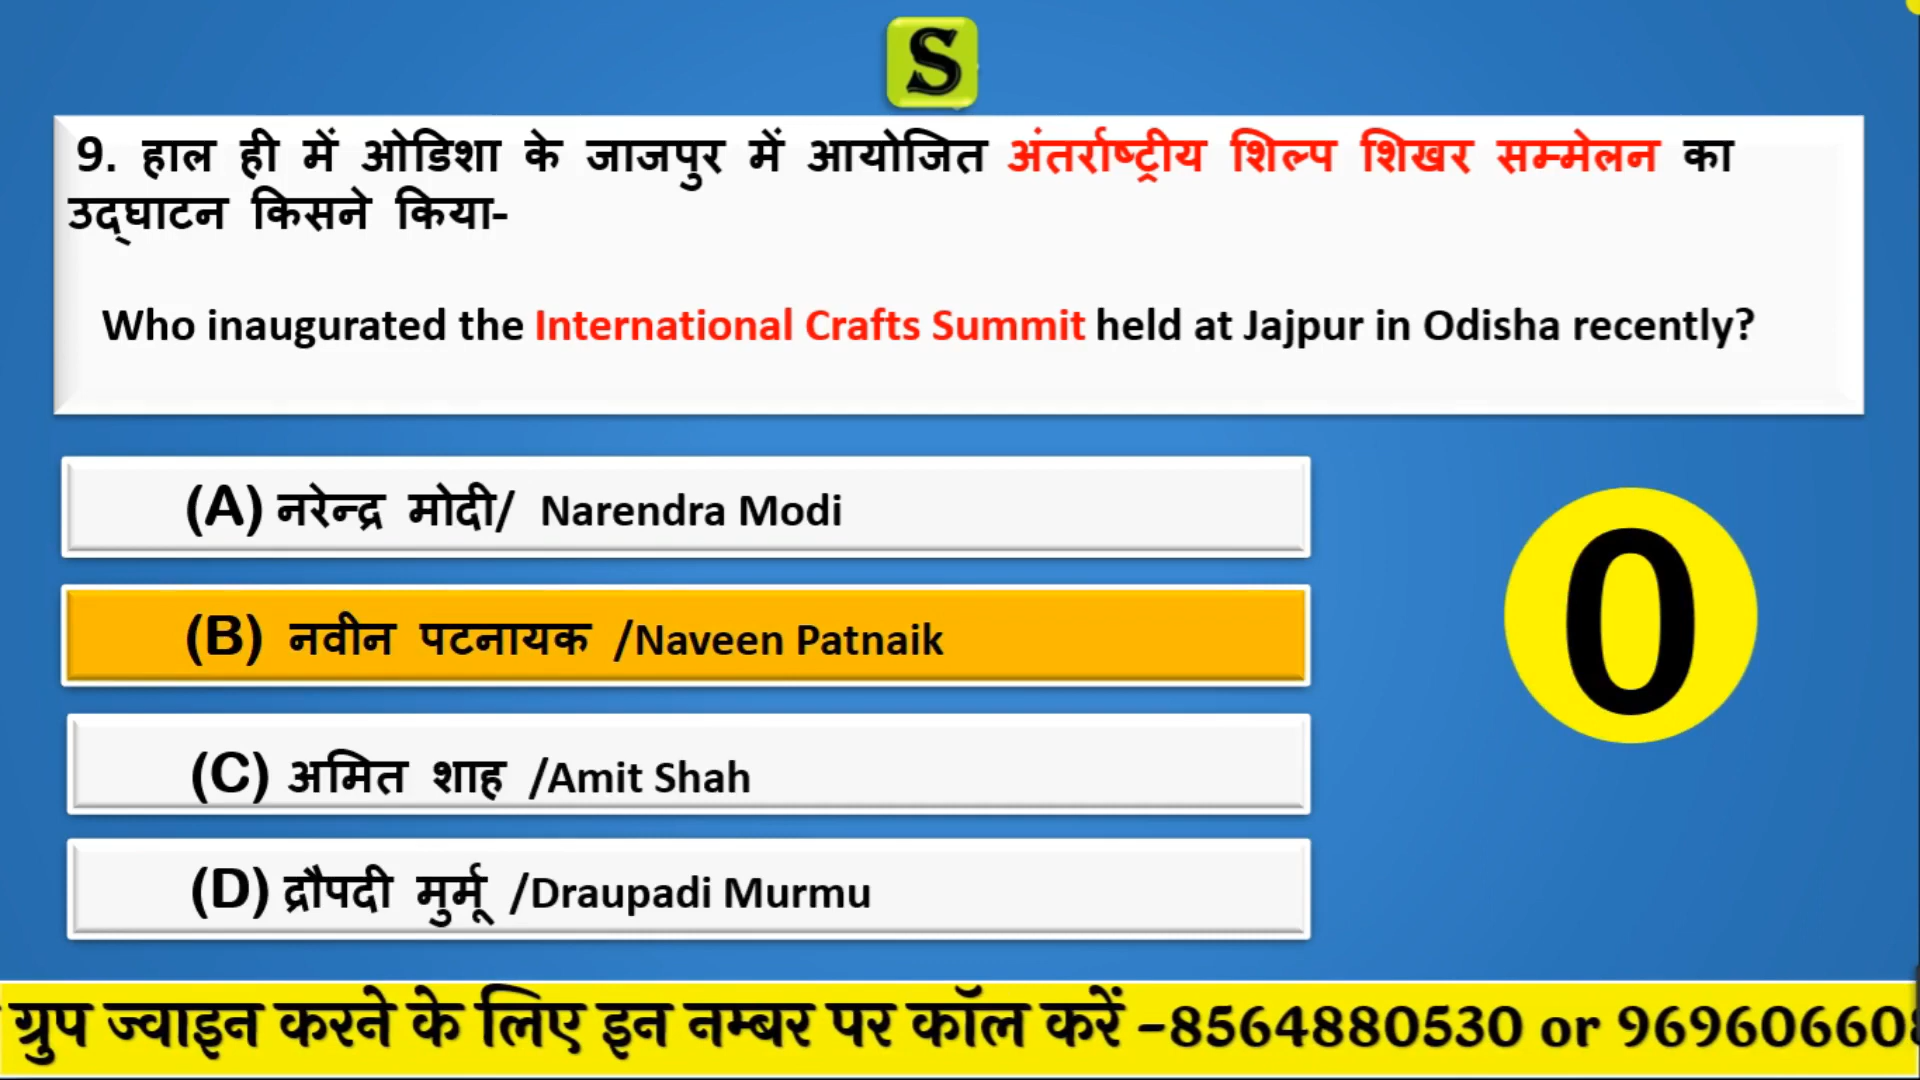 S
9. हाल ही में ओडिशा के जाजपुर में आयोजित अंतर्राष्ट्रीय शिल्प शिखर सम्मेलन का
उद्घाटन किसने किया-
Who inaugurated the International Crafts Summit held at Jajpur in Odisha recently?
(A) नरेन्द्र मोदी/ Narendra Modi
(B) नवीन पटनायक /Naveen Patnaik
0
(C) अमित शाह /Amit Shah
(D) द्रौपदी मुर्मू /Draupadi Murmu
ग्रुप ज्वाइन करने के लिए इन नम्बर पर कॉल करें –8564880530 or 969606608